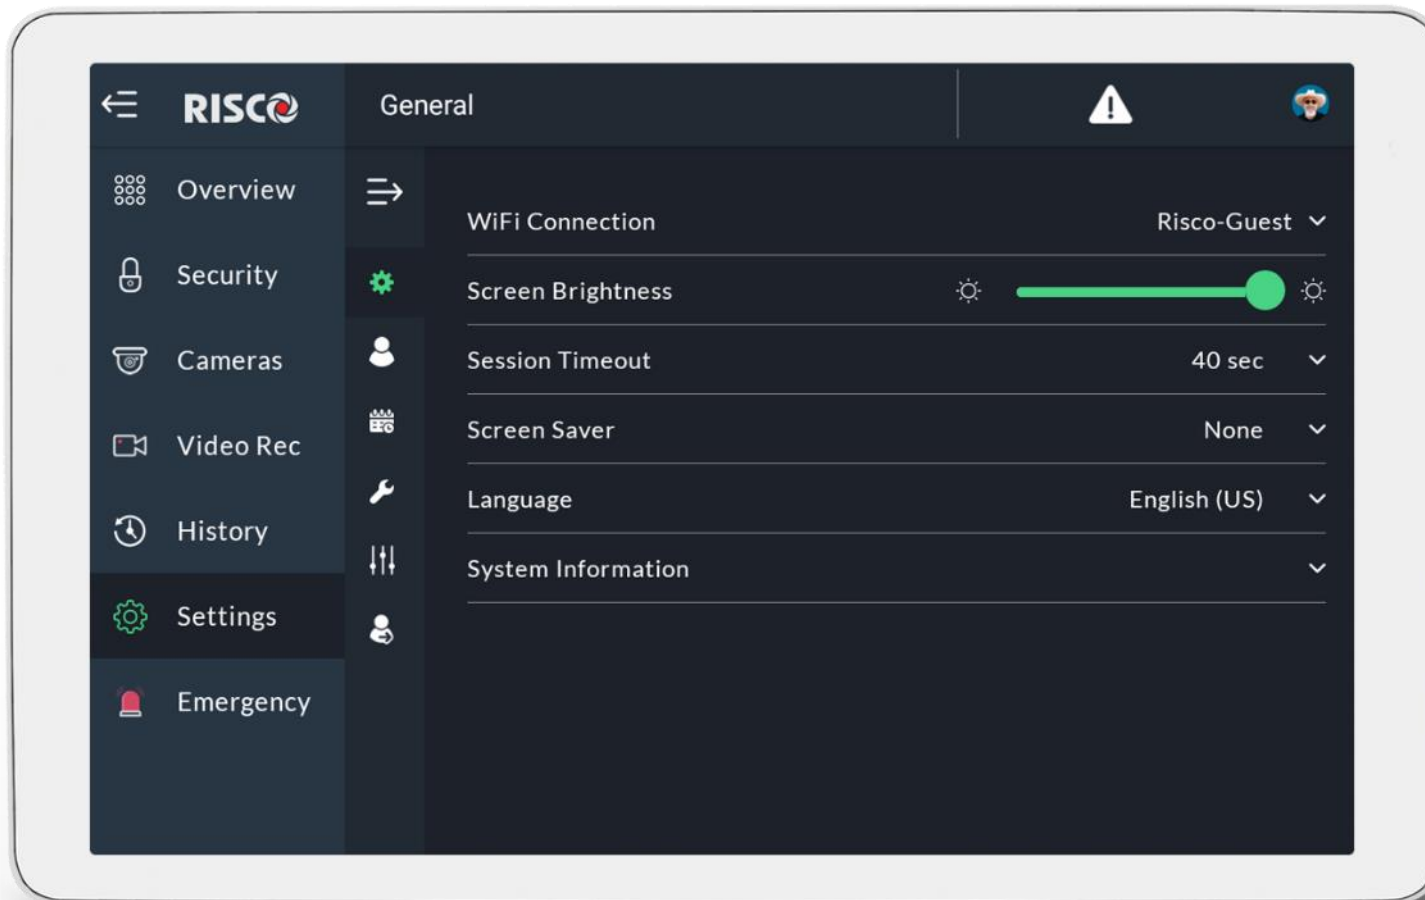 RISCO
General
Overview
Security
Cameras
Video Rec
History
Settings
Emergency
WiFi Connection
Risco-Guest
Screen Brightness
Session Timeout
40 sec
Screen Saver
None
Language
English (US)
System Information